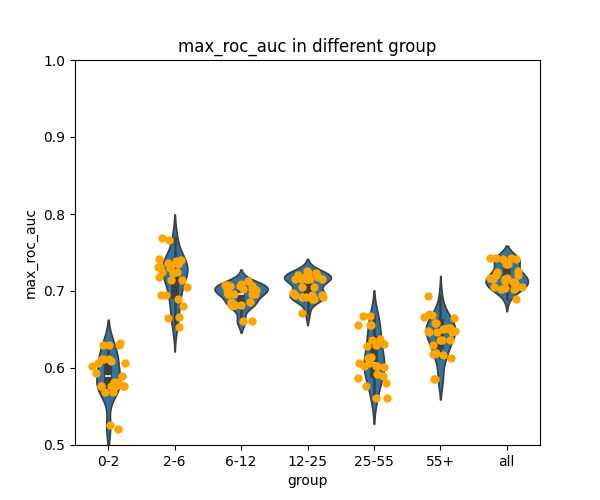 max_roc_auc in different group
1.0
0.9
0.8
0.7
0.6
0.5
max_roc_auc
0-2 2-6 6-12 12-25 25-55 55+ all
group